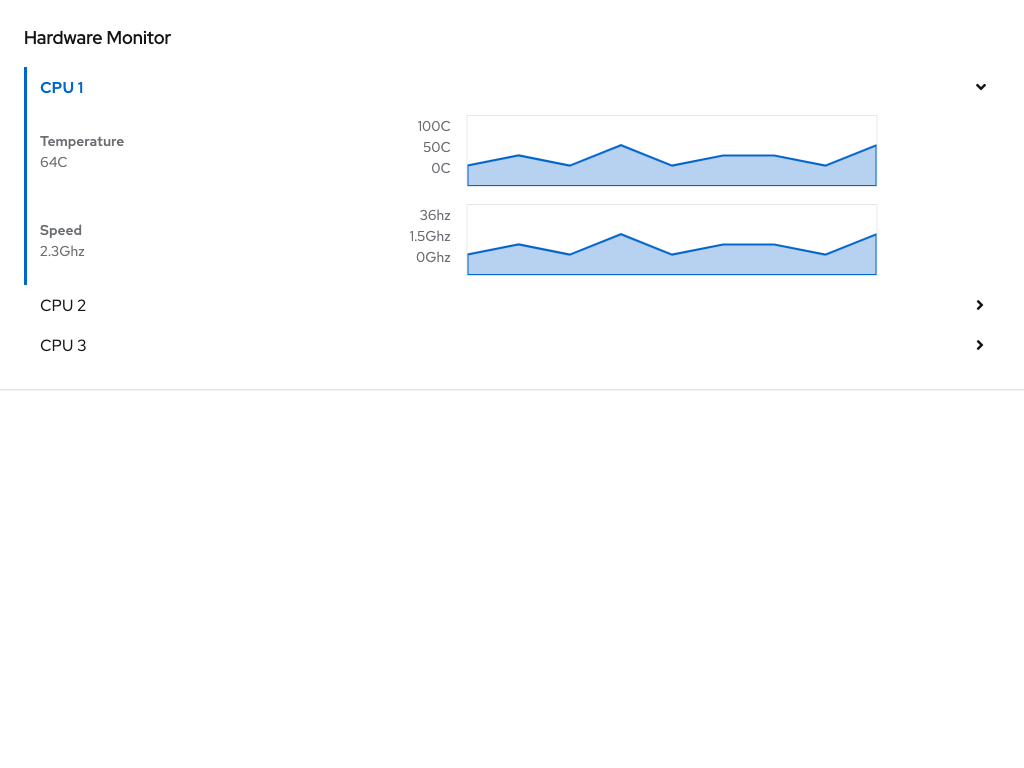 Hardware Monitor
CPU 1
Temperature
64C
100C
50C
0C
Speed
2.3Ghz
36hz
1.5Ghz
0Ghz
CPU 2
CPU 3